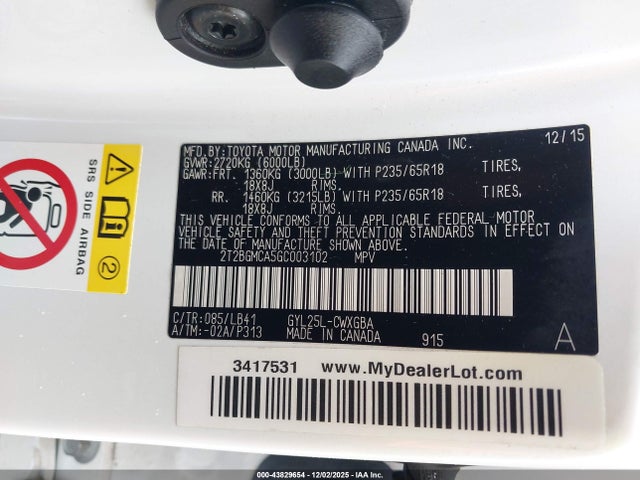 MFD.BY:TOYOTA MOTOR MANUFACTURING CANADA INC. 12/15
GVWR:2720KG (6000LB)
GAWR:FRT. 1360KG (3000LB) WITH P235/65R18 TIRES,
18X8J RIMS.
RR. 1460KG (3215LB) WITH P235/65R18 TIRES,
18X8J RIMS.
THIS VEHICLE CONFORMS TO ALL APPLICABLE FEDERAL MOTOR
VEHICLE SAFETY AND THEFT PREVENTION STANDARDS IN EFFECT ON
THE DATE OF MANUFACTURE SHOWN ABOVE.
2T2BGMCA5GC003102 MPV
C/TR:085/LB41 GYL25L-CWXGBA
A/TM:-02A/P313 MADE IN CANADA 915 A
SRS SIDE AIRBAG
2
3417531 www.MyDealerLot.com
000-43829654 - 12/02/2025 - IAA Inc.